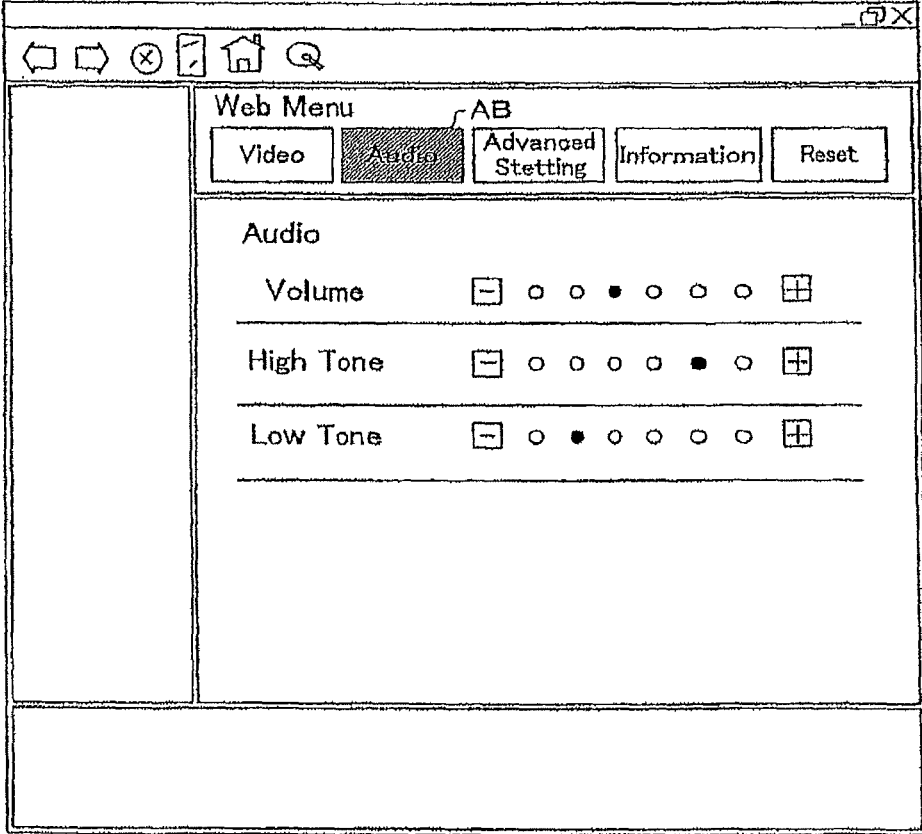 Web Menu
AB
Video
Audio
Advanced
Stetting
Information
Reset
Audio
Volume
High Tone
Low Tone